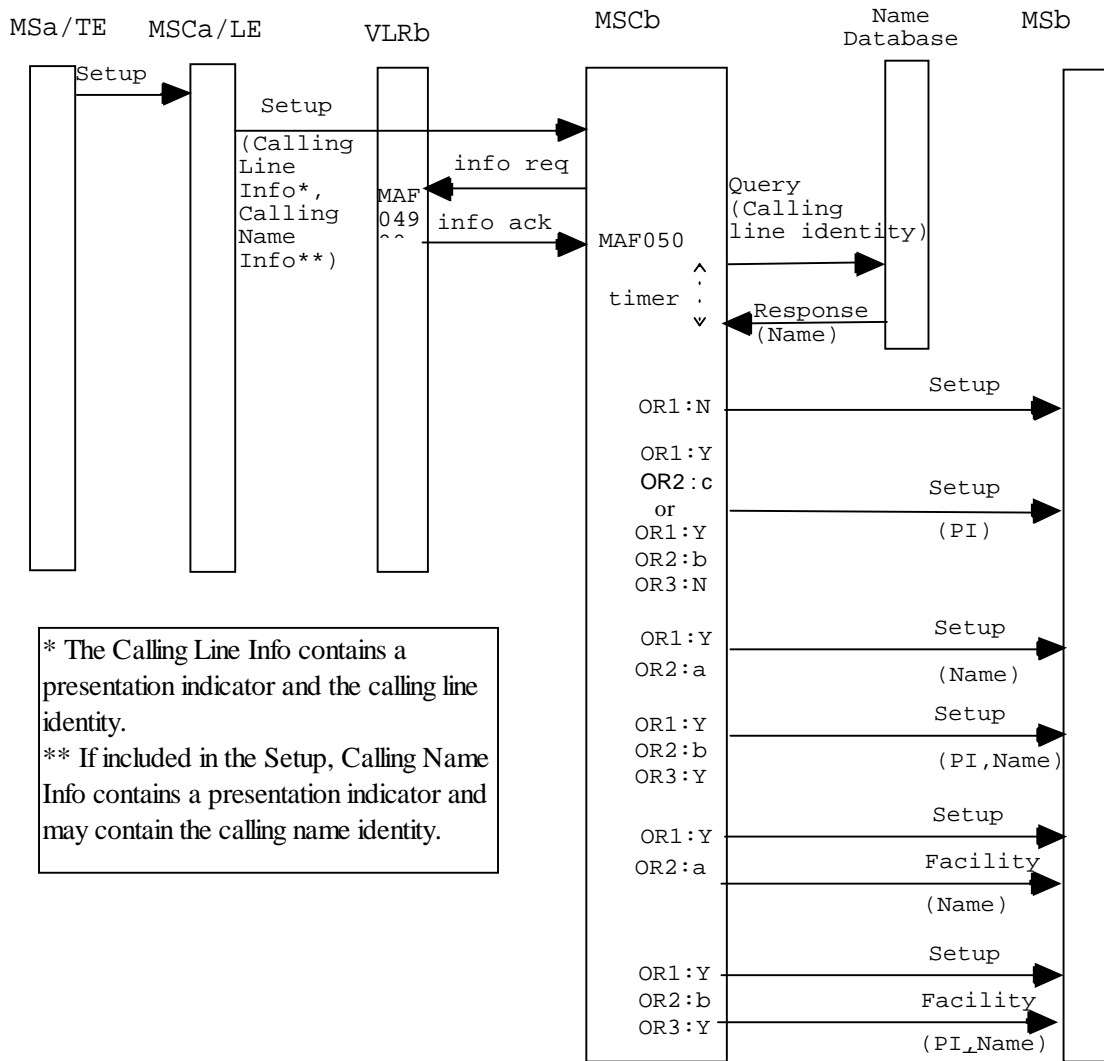 MSa/TE
MSCa/LE
VLRb
MSCb
Name
Database
MSb
Setup
Setup
(Calling
Line
Info*,
Calling
Name
Info**)
MAF
049
info req
info ack
MAF050
timer
Query
(Calling
line identity)
Response
(Name)
OR1:N
Setup
OR1:Y
OR2:c
or
OR1:Y
OR2:b
OR3:N
Setup
(PI)
OR1:Y
OR2:a
Setup
(Name)
OR1:Y
OR2:b
OR3:Y
Setup
(PI,Name)
OR1:Y
OR2:a
Setup
Facility
(Name)
OR1:Y
OR2:b
OR3:Y
Setup
Facility
(PI,Name)
* The Calling Line Info contains a
presentation indicator and the calling line
identity.
** If included in the Setup, Calling Name
Info contains a presentation indicator and
may contain the calling name identity.